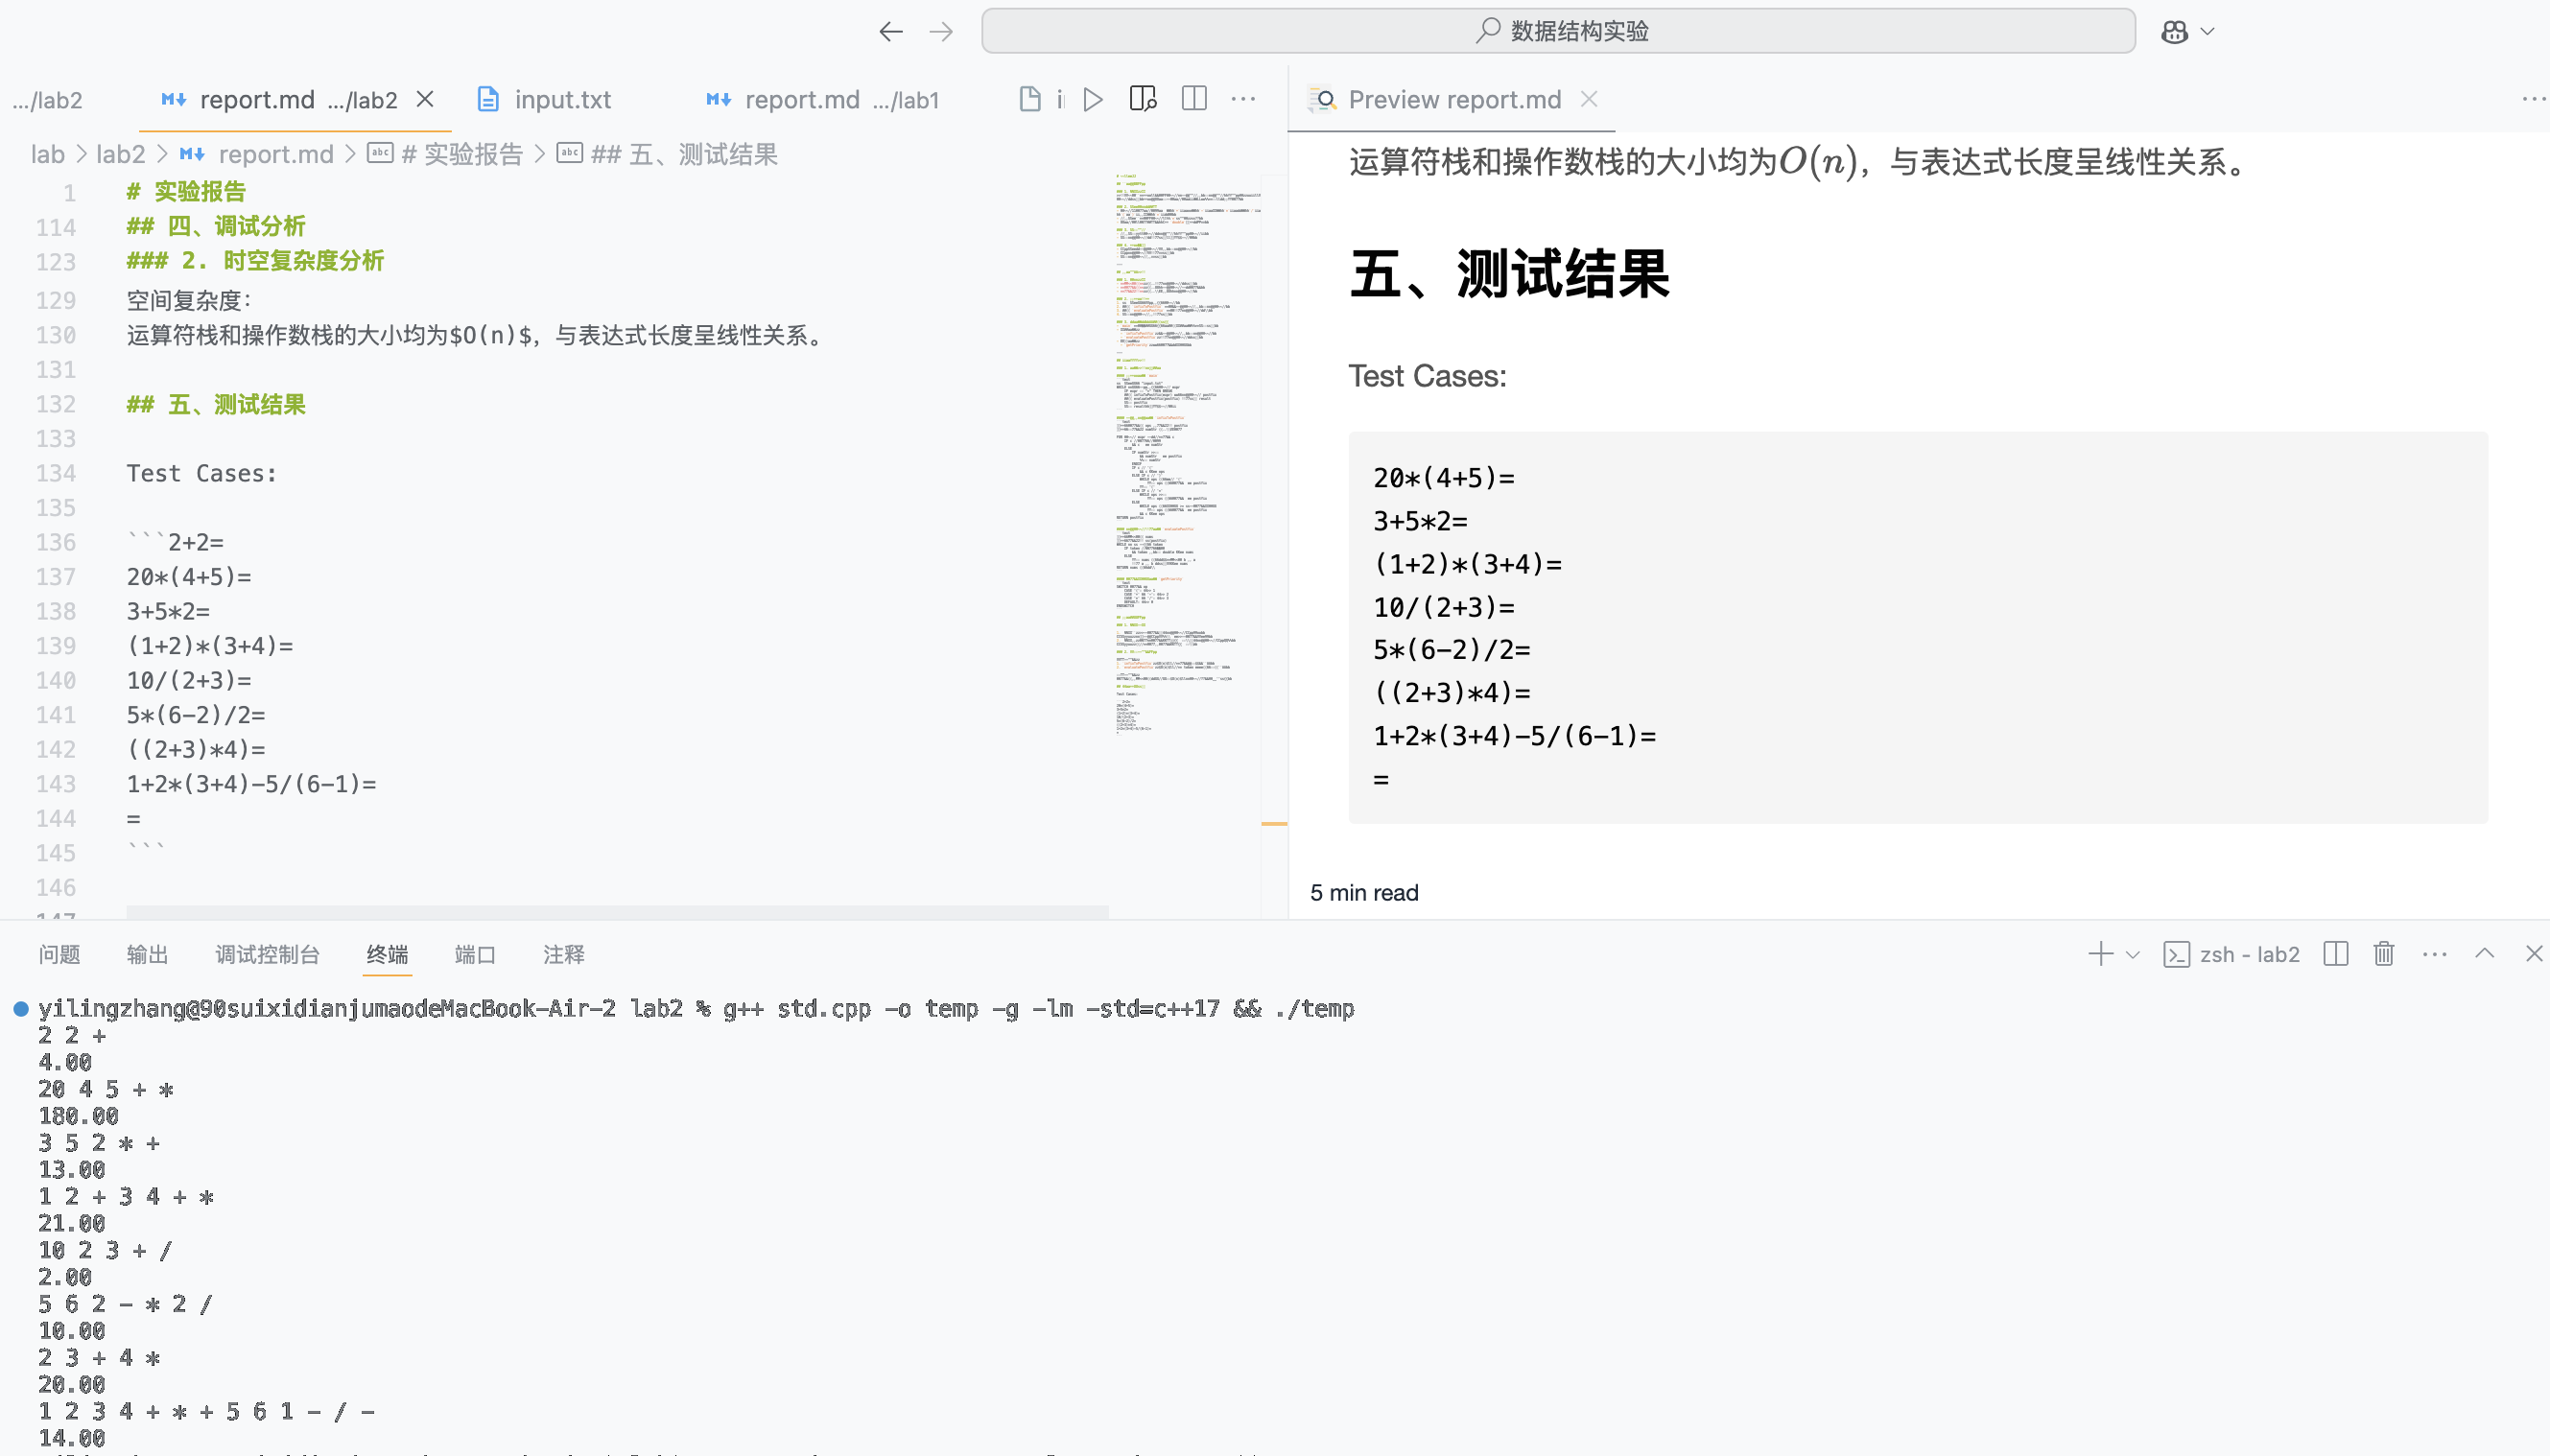 数据结构实验
.../lab2
report.md .../lab2
input.txt
report.md .../lab1
Preview report.md
lab > lab2 > report.md > # 实验报告 > ## 五、测试结果
1 # 实验报告
114 ## 四、调试分析
123 ### 2. 时空复杂度分析
129 空间复杂度：
130 运算符栈和操作数栈的大小均为$O(n)$，与表达式长度呈线性关系。
131
132 ## 五、测试结果
133
134 Test Cases:
135
136 ```2+2=
137 20*(4+5)=
138 3+5*2=
139 (1+2)*(3+4)=
140 10/(2+3)=
141 5*(6-2)/2=
142 ((2+3)*4)=
143 1+2*(3+4)-5/(6-1)=
144 =
145 ```
146
运算符栈和操作数栈的大小均为O(n)，与表达式长度呈线性关系。
五、测试结果
Test Cases:
20*(4+5)=
3+5*2=
(1+2)*(3+4)=
10/(2+3)=
5*(6-2)/2=
((2+3)*4)=
1+2*(3+4)-5/(6-1)=
=
5 min read
问题 输出 调试控制台 终端 端口 注释
zsh - lab2
yilingzhang@90suixidianjumaodeMacBook-Air-2 lab2 % g++ std.cpp -o temp -g -lm -std=c++17 && ./temp
2 2 +
4.00
20 4 5 + *
180.00
3 5 2 * +
13.00
1 2 + 3 4 + *
21.00
10 2 3 + /
2.00
5 6 2 - * 2 /
10.00
2 3 + 4 *
20.00
1 2 3 4 + * + 5 6 1 - / -
14.00